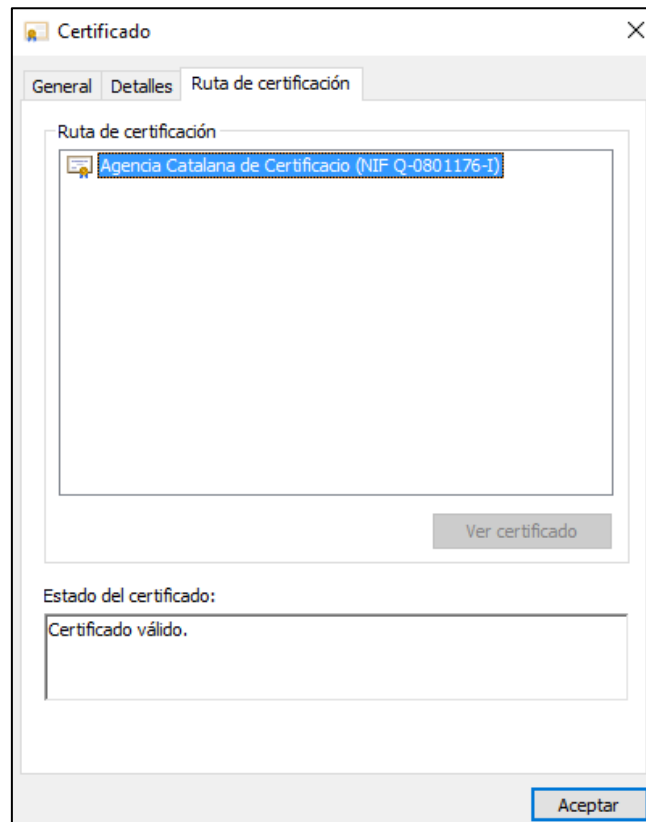 Certificado
General Detalles Ruta de certificación
Ruta de certificación
Agencia Catalana de Certificacio (NIF Q-0801176-I)
Ver certificado
Estado del certificado:
Certificado válido.
Aceptar